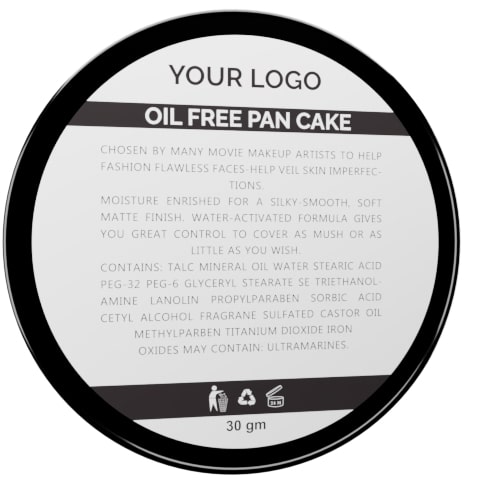 YOUR LOGO
OIL FREE PAN CAKE
CHOSEN BY MANY MOVIE MAKEUP ARTISTS TO HELP
FASHION FLAWLESS FACES-HELP VEIL SKIN IMPERFEC-
TIONS.
MOISTURE ENRISHED FOR A SILKY-SMOOTH, SOFT
MATTE FINISH. WATER-ACTIVATED FORMULA GIVES
YOU GREAT CONTROL TO COVER AS MUSH OR AS
LITTLE AS YOU WISH.
CONTAINS: TALC MINERAL OIL WATER STEARIC ACID
PEG-32 PEG-6 GLYCERYL STEARATE SE TRIETHANOL-
AMINE LANOLIN PROPYLPARABEN SORBIC ACID
CETYL ALCOHOL FRAGRANE SULFATED CASTOR OIL
METHYLPARBEN TITANIUM DIOXIDE IRON
OXIDES MAY CONTAIN: ULTRAMARINES.
24 M
30 gm